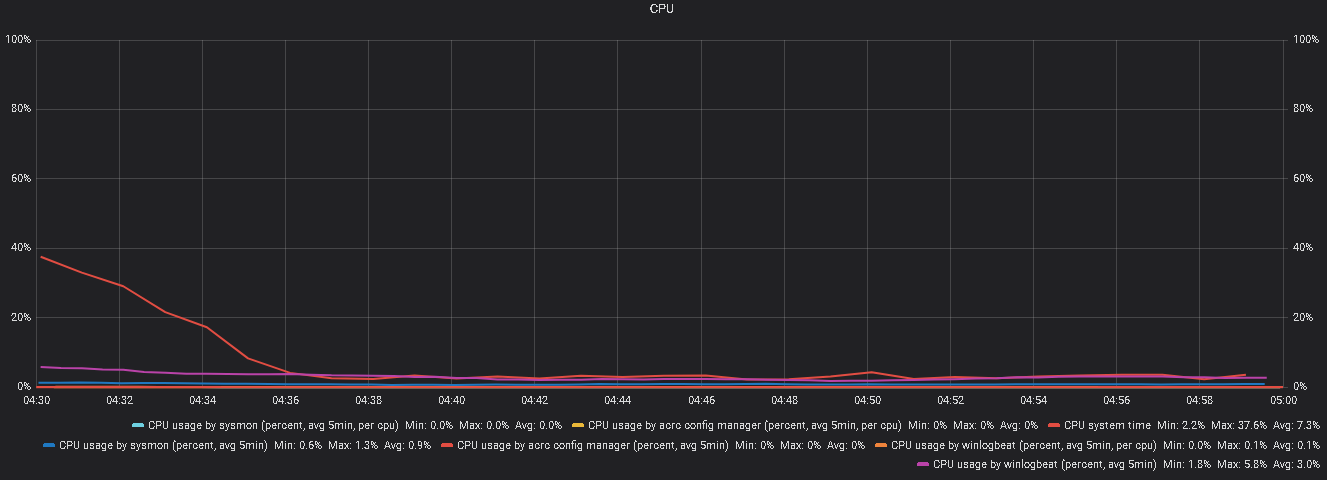 CPU
100% 100%
80% 80%
60% 60%
40% 40%
20% 20%
0% 0%
04:30 04:32 04:34 04:36 04:38 04:40 04:42 04:44 04:46 04:48 04:50 04:52 04:54 04:56 04:58 05:00
CPU usage by sysmon (percent, avg 5min, per cpu) Min: 0.0% Max: 0.0% Avg: 0.0% CPU usage by acrc config manager (percent, avg 5min, per cpu) Min: 0% Max: 0% Avg: 0% CPU system time Min: 2.2% Max: 37.6% Avg: 7.3%
CPU usage by sysmon (percent, avg 5min) Min: 0.6% Max: 1.3% Avg: 0.9% CPU usage by acrc config manager (percent, avg 5min) Min: 0% Max: 0% Avg: 0% CPU usage by winlogbeat (percent, avg 5min, per cpu) Min: 0.0% Max: 0.1% Avg: 0.1%
CPU usage by winlogbeat (percent, avg 5min) Min: 1.8% Max: 5.8% Avg: 3.0%